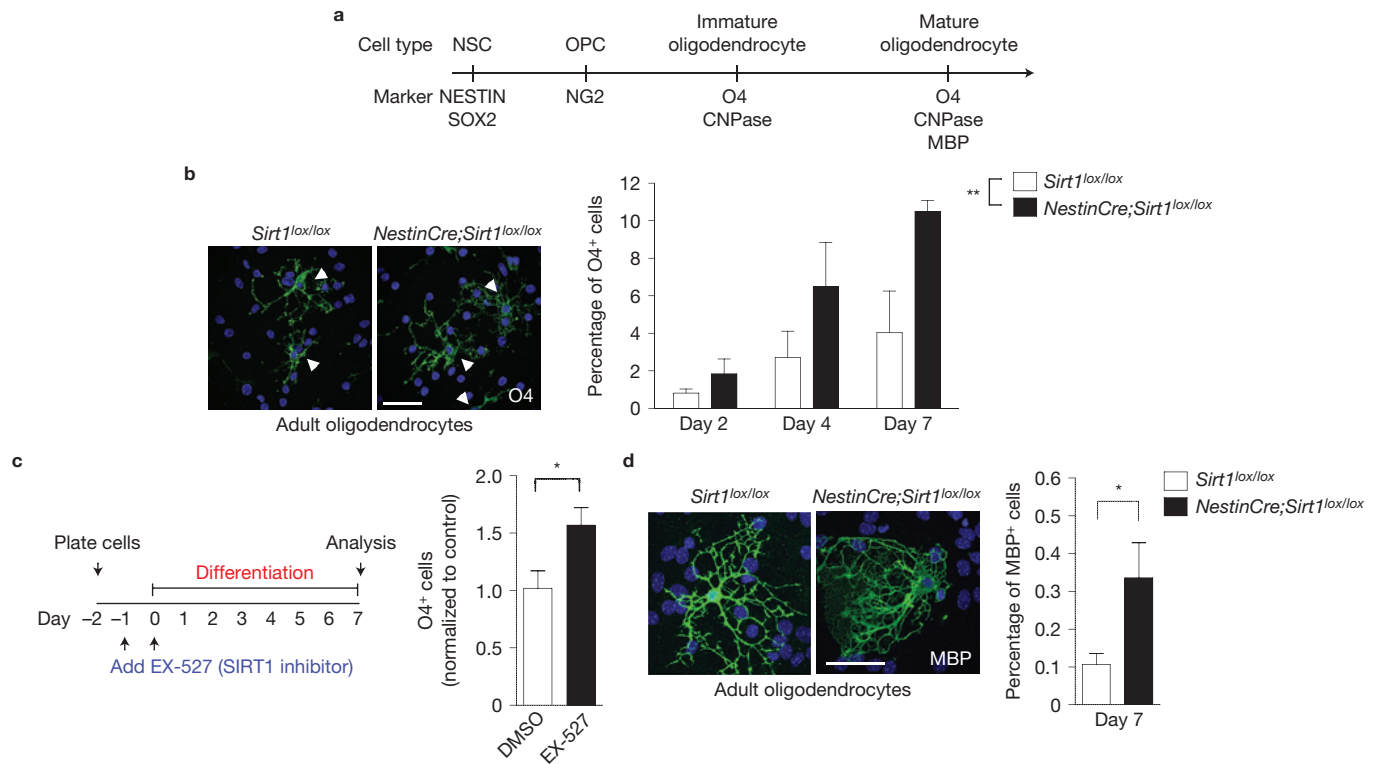 a
Cell type NSC OPC Immature oligodendrocyte Mature oligodendrocyte
Marker NESTIN SOX2 NG2 O4 CNPase O4 CNPase MBP
b
Sirt1lox/lox NestinCre;Sirt1lox/lox
O4
Adult oligodendrocytes
Percentage of O4+ cells
12
10
8
6
4
2
0
Day 2 Day 4 Day 7
**
Sirt1lox/lox
NestinCre;Sirt1lox/lox
c
Plate cells Analysis
Differentiation
Day −2 −1 0 1 2 3 4 5 6 7
Add EX-527 (SIRT1 inhibitor)
O4+ cells
(normalized to control)
2.0
1.5
1.0
0.5
0
*
DMSO
EX-527
d
Sirt1lox/lox NestinCre;Sirt1lox/lox
MBP
Adult oligodendrocytes
Percentage of MBP+ cells
0.6
0.5
0.4
0.3
0.2
0.1
0
*
Day 7
Sirt1lox/lox
NestinCre;Sirt1lox/lox